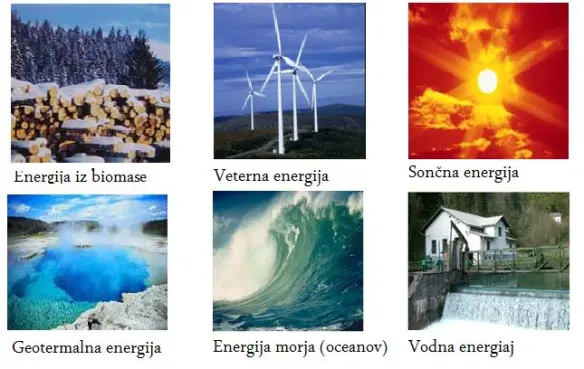 Energija iz biomase
Veterna energija
Sončna energija
Geotermalna energija
Energija morja (oceanov)
Vodna energiaj